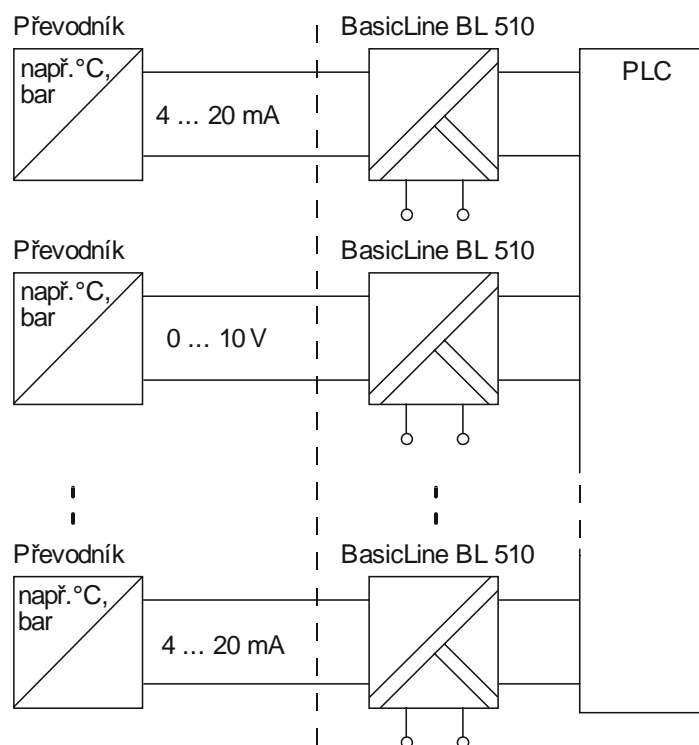 Převodník
BasicLine BL 510
např.°C,
bar
PLC
4 ... 20 mA
Převodník
BasicLine BL 510
např.°C,
bar
0 ... 10 V
Převodník
BasicLine BL 510
např.°C,
bar
4 ... 20 mA